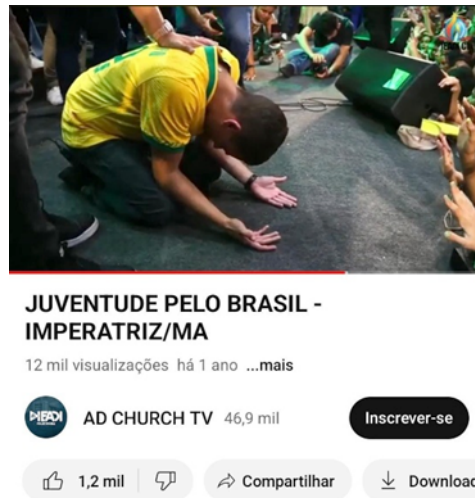 JUVENTUDE PELO BRASIL -
IMPERATRIZ/MA
12 mil visualizações há 1 ano ...mais
AD CHURCH TV 46,9 mil
Inscrever-se
1,2 mil
Compartilhar
Download